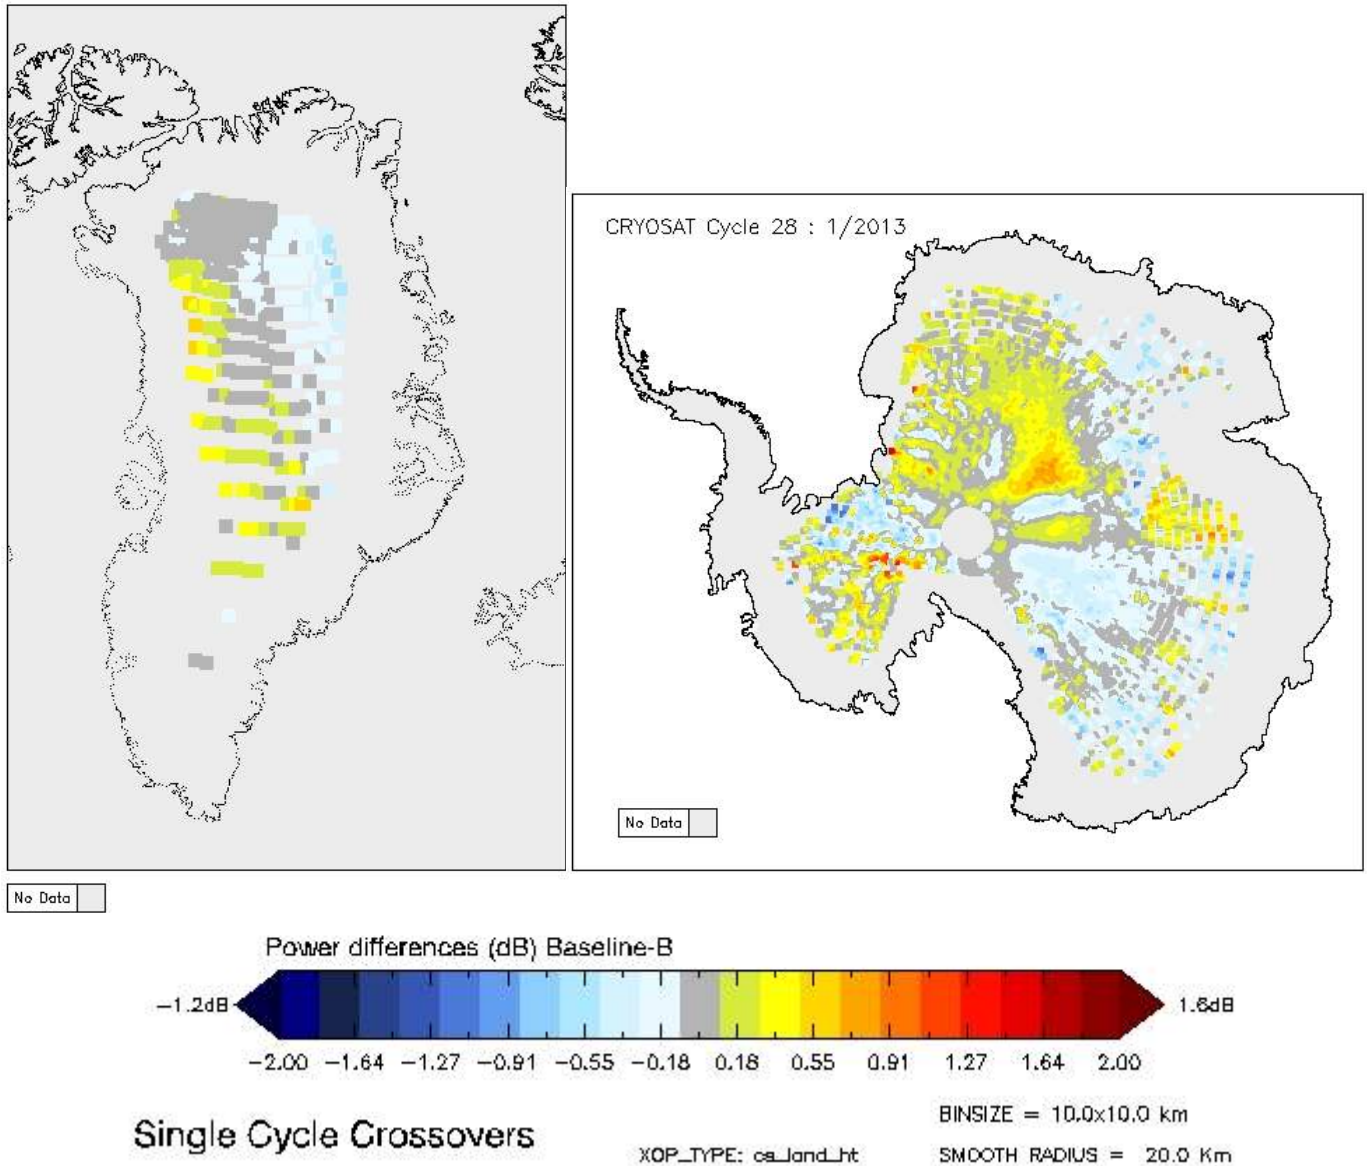 CRYOSAT Cycle 28 : 1/2013
No Data
No Data
Power differences (dB) Baseline-B
-1.2dB
1.6dB
-2.00 -1.64 -1.27 -0.91 -0.55 -0.18 0.18 0.55 0.91 1.27 1.64 2.00
BINSIZE = 10.0x10.0 km
Single Cycle Crossovers
XOP_TYPE: cs_land_ht
SMOOTH RADIUS = 20.0 Km